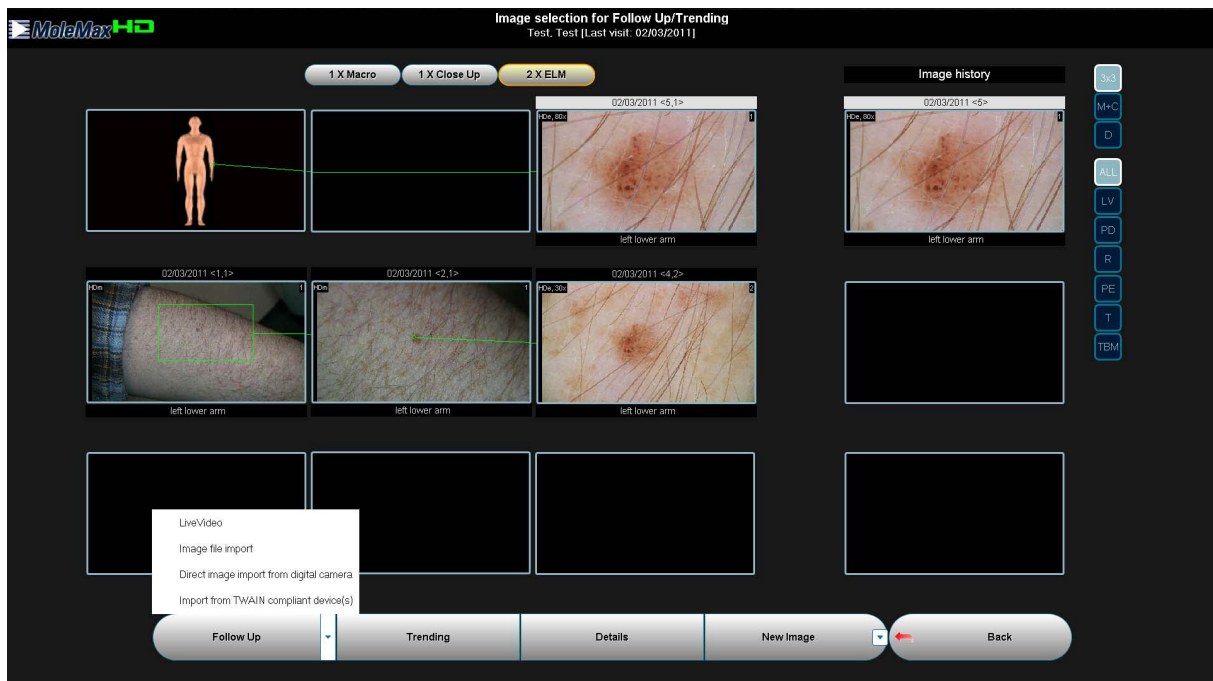 MoleMax HD
Image selection for Follow Up/Trending
Test, Test [Last visit: 02/03/2011]
1 X Macro
1 X Close Up
2 X ELM
Image history
3x3
M+C
D
ALL
LV
PD
R
PE
T
TBM
02/03/2011 <5,1>
HDe, 80x
1
left lower arm
02/03/2011 <5>
HDe, 80x
1
left lower arm
02/03/2011 <1,1>
HDm
1
left lower arm
02/03/2011 <2,1>
HDm
1
left lower arm
02/03/2011 <4,2>
HDe, 30x
2
left lower arm
LiveVideo
Image file import
Direct image import from digital camera
Import from TWAIN compliant device(s)
Follow Up
Trending
Details
New Image
Back